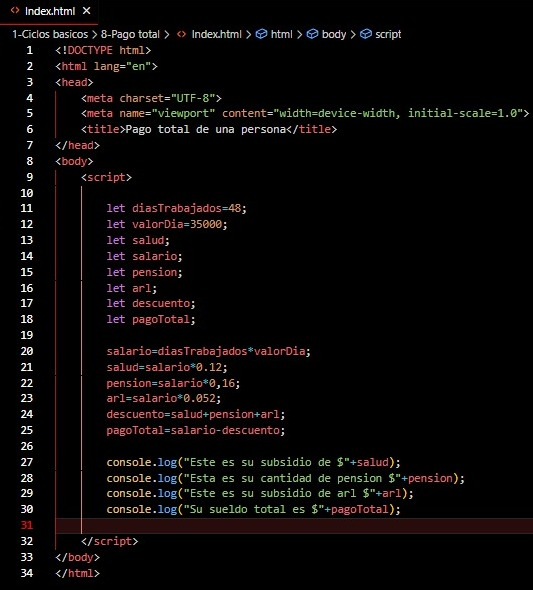 Index.html
1-Ciclos basicos > 8-Pago total > Index.html > html > body > script
1 <!DOCTYPE html>
2 <html lang="en">
3 <head>
4 <meta charset="UTF-8">
5 <meta name="viewport" content="width=device-width, initial-scale=1.0">
6 <title>Pago total de una persona</title>
7 </head>
8 <body>
9 <script>
10
11 let diasTrabajados=48;
12 let valorDia=35000;
13 let salud;
14 let salario;
15 let pension;
16 let arl;
17 let descuento;
18 let pagoTotal;
19
20 salario=diasTrabajados*valorDia;
21 salud=salario*0.12;
22 pension=salario*0,16;
23 arl=salario*0.052;
24 descuento=salud+pension+arl;
25 pagoTotal=salario-descuento;
26
27 console.log("Este es su subsidio de $"+salud);
28 console.log("Esta es su cantidad de pension $"+pension);
29 console.log("Este es su subsidio de arl $"+arl);
30 console.log("Su sueldo total es $"+pagoTotal);
31
32 </script>
33 </body>
34 </html>